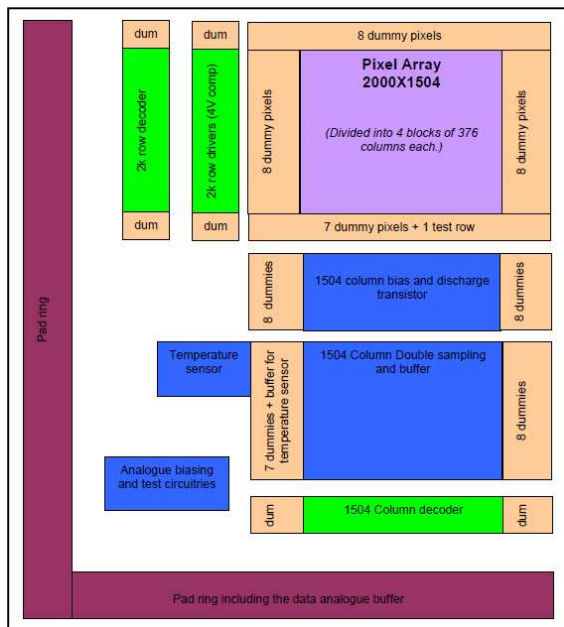 dum
dum
8 dummy pixels
2k row decoder
2k row drivers (4V comp)
8 dummy pixels
Pixel Array
2000X1504
(Divided into 4 blocks of 376
columns each.)
8 dummy pixels
dum
dum
7 dummy pixels + 1 test row
Pad ring
8 dummies
1504 column bias and discharge
transistor
8 dummies
Temperature
sensor
7 dummies + buffer for
temperature sensor
1504 Column Double sampling
and buffer
8 dummies
Analogue biasing
and test circuitries
dum
1504 Column decoder
dum
Pad ring including the data analogue buffer